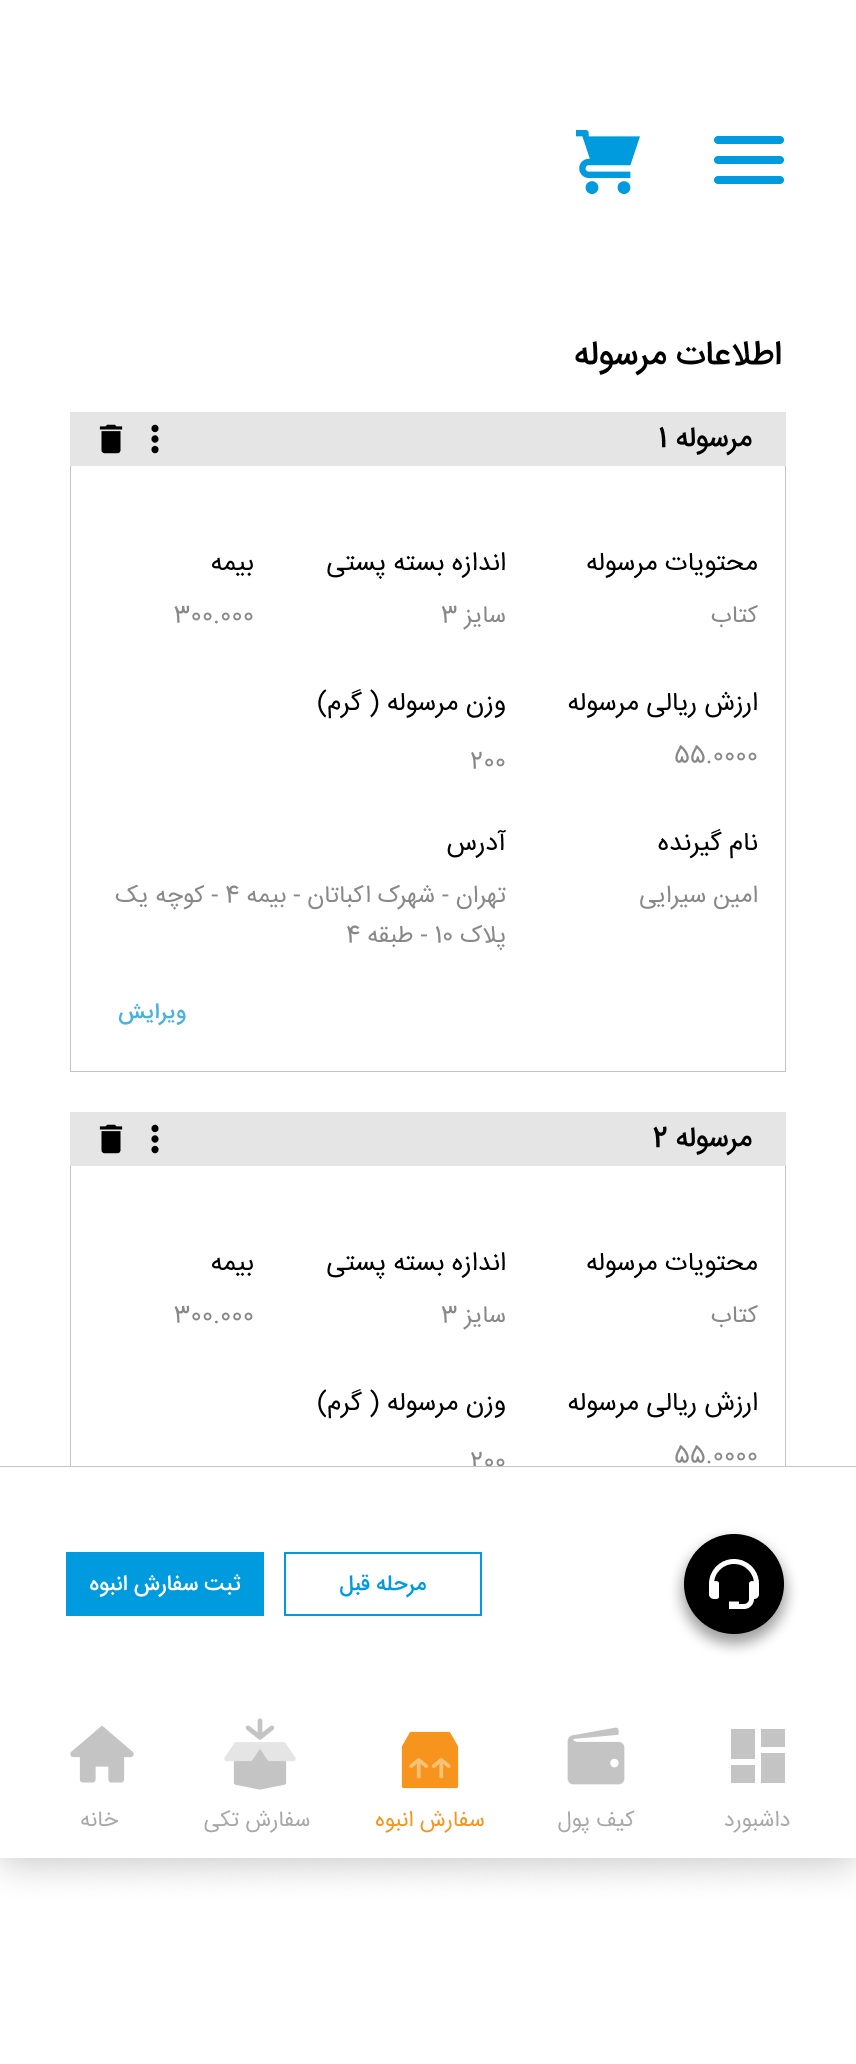 اطلاعات مرسوله
مرسوله ۱
محتویات مرسوله اندازه بسته پستی بیمه
کتاب سایز ۳ ۳۰۰.۰۰۰
ارزش ریالی مرسوله وزن مرسوله ( گرم)
۵۵.۰۰۰۰ ۲۰۰
نام گیرنده آدرس
امین سیرایی تهران - شهرک اکباتان - بیمه ۴ - کوچه یک
پلاک ۱۰ - طبقه ۴
ویرایش
مرسوله ۲
محتویات مرسوله اندازه بسته پستی بیمه
کتاب سایز ۳ ۳۰۰.۰۰۰
ارزش ریالی مرسوله وزن مرسوله ( گرم)
۵۵.۰۰۰۰ ۲۰۰
مرحله قبل ثبت سفارش انبوه
داشبورد کیف پول سفارش انبوه سفارش تکی خانه